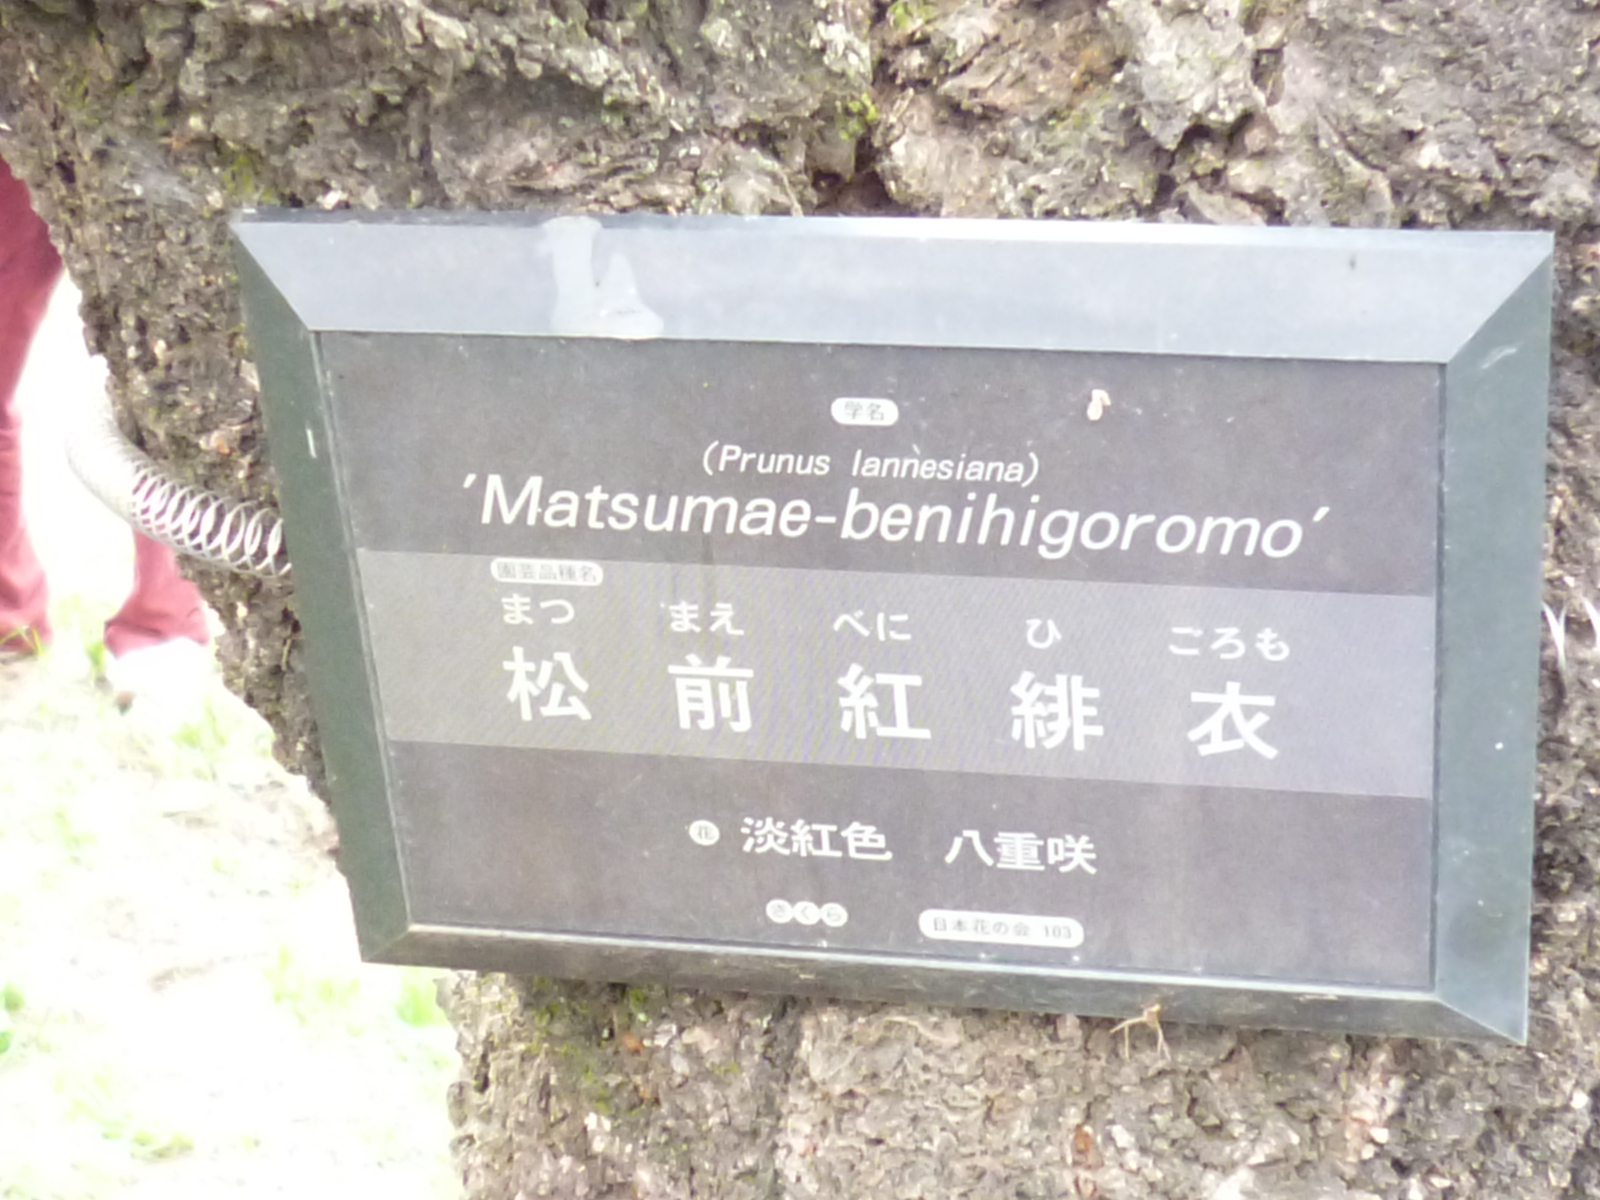 学名
(Prunus lannesiana)
'Matsumae-benihigoromo'
園芸品種名
まつ まえ べに ひ ごろも
松前紅緋衣
花 淡紅色 八重咲
さくら 日本花の会 103